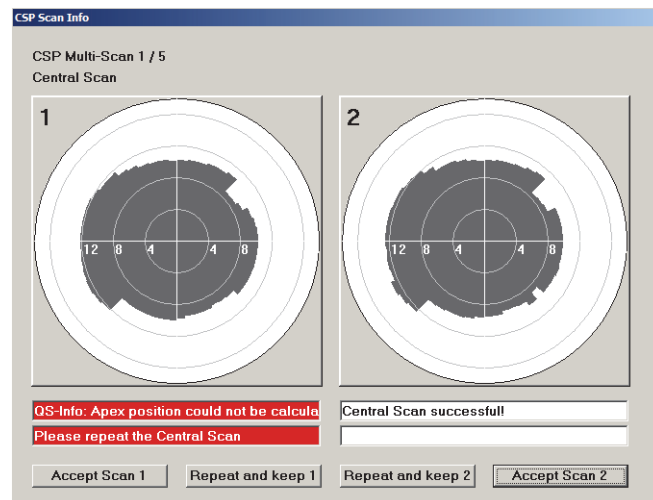 CSP Scan Info
CSP Multi-Scan 1 / 5
Central Scan
1
2
12 8 4 4 8
12 8 4 4 8
QS-Info: Apex position could not be calcula
Central Scan successful!
Please repeat the Central Scan
Accept Scan 1
Repeat and keep 1
Repeat and keep 2
Accept Scan 2